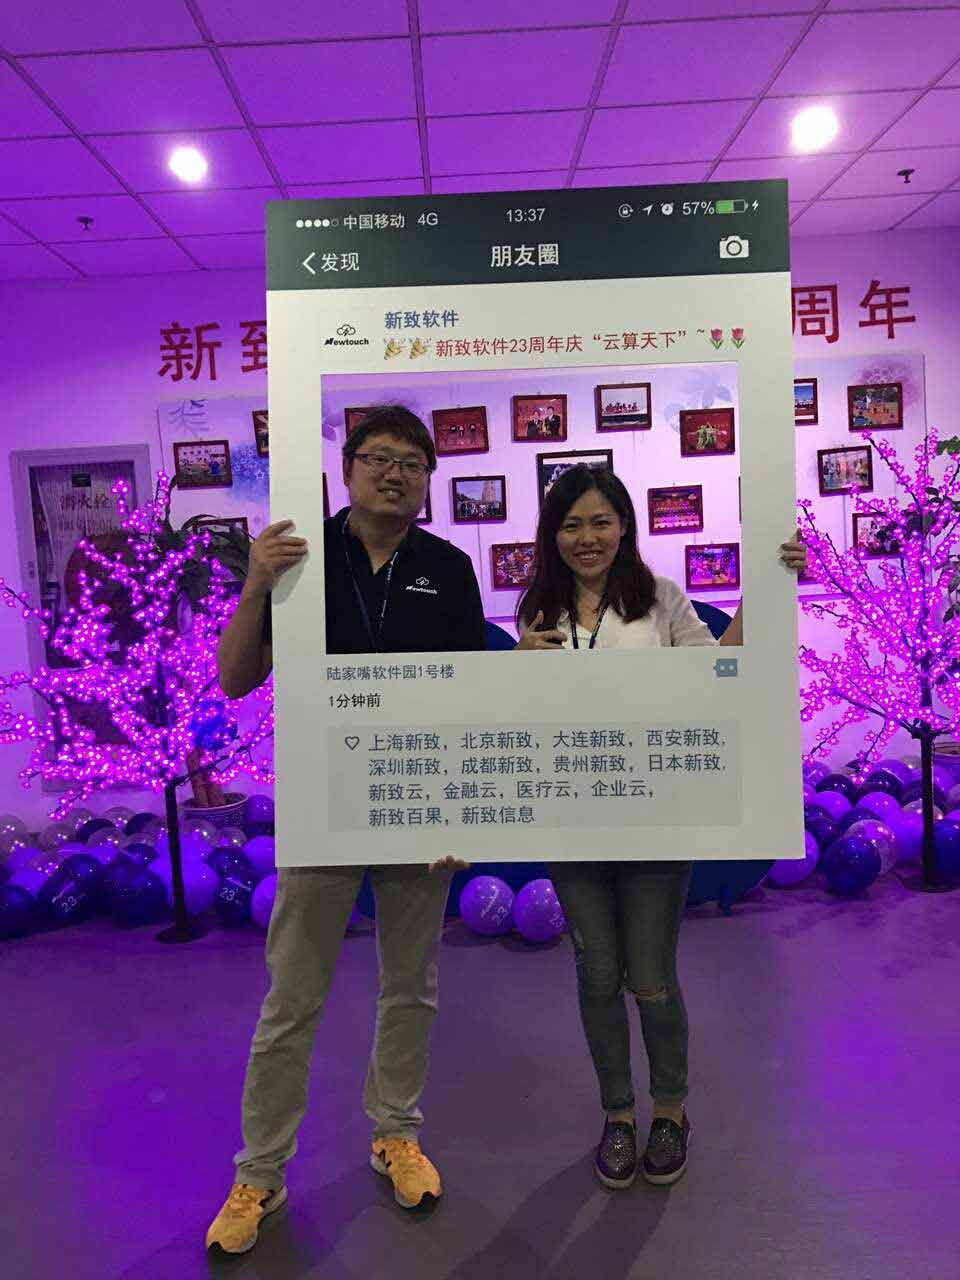 中国移动 4G 13:37 57%
发现 朋友圈
新致 周年
新致软件
Newtouch
新致软件23周年庆“云算天下”~
消火栓
Newtouch
陆家嘴软件园1号楼
1分钟前
上海新致，北京新致，大连新致，西安新致，
深圳新致，成都新致，贵州新致，日本新致，
新致云，金融云，医疗云，企业云，
新致百果，新致信息
23
23